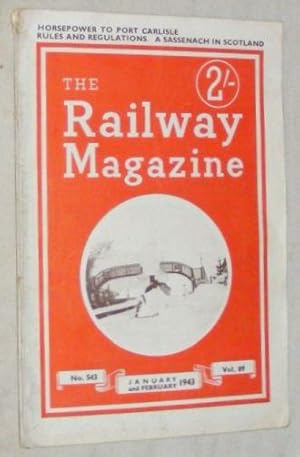 HORSEPOWER TO PORT CARLISLE
RULES AND REGULATIONS. A SASSENACH IN SCOTLAND
2/-
THE
Railway
Magazine
No. 543
JANUARY
and FEBRUARY 1943
Vol. 89